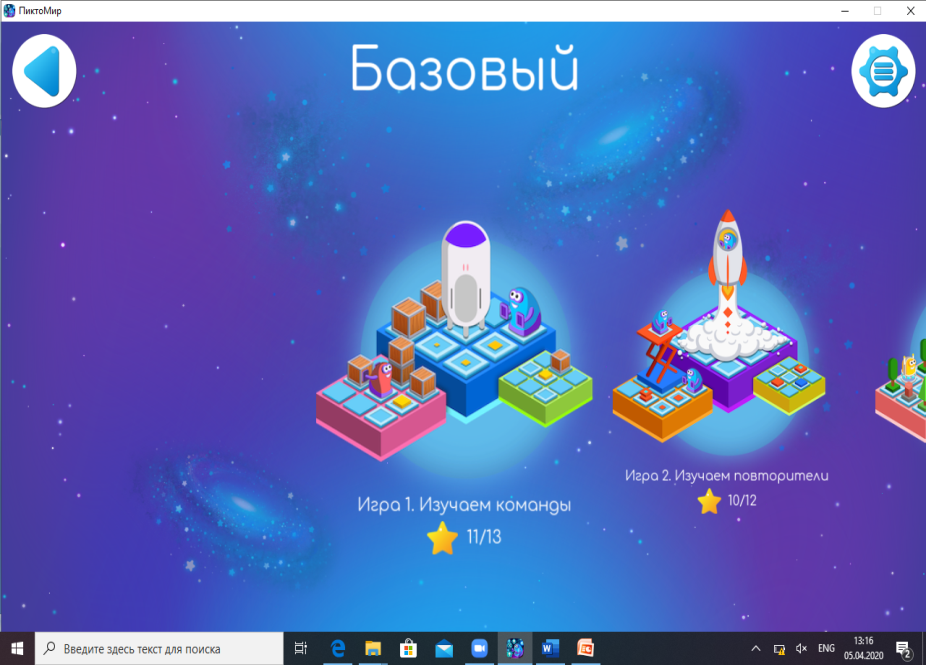 ПиктоМир
Базовый
Игра 1. Изучаем команды
11/13
Игра 2. Изучаем повторители
10/12
Введите здесь текст для поиска
ENG
13:16
05.04.2020
2